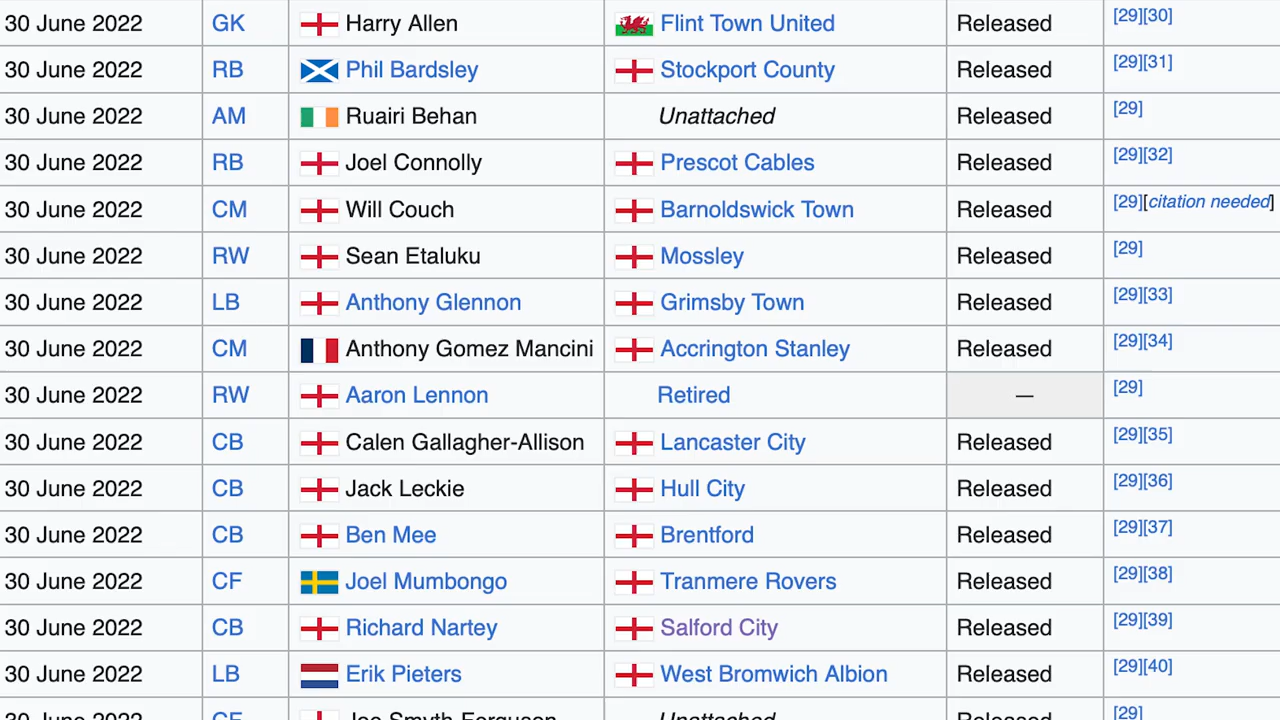 30 June 2022 GK Harry Allen Flint Town United Released [29][30]
30 June 2022 RB Phil Bardsley Stockport County Released [29][31]
30 June 2022 AM Ruairi Behan Unattached Released [29]
30 June 2022 RB Joel Connolly Prescot Cables Released [29][32]
30 June 2022 CM Will Couch Barnoldswick Town Released [29][citation needed]
30 June 2022 RW Sean Etaluku Mossley Released [29]
30 June 2022 LB Anthony Glennon Grimsby Town Released [29][33]
30 June 2022 CM Anthony Gomez Mancini Accrington Stanley Released [29][34]
30 June 2022 RW Aaron Lennon Retired — [29]
30 June 2022 CB Calen Gallagher-Allison Lancaster City Released [29][35]
30 June 2022 CB Jack Leckie Hull City Released [29][36]
30 June 2022 CB Ben Mee Brentford Released [29][37]
30 June 2022 CF Joel Mumbongo Tranmere Rovers Released [29][38]
30 June 2022 CB Richard Nartey Salford City Released [29][39]
30 June 2022 LB Erik Pieters West Bromwich Albion Released [29][40]
30 June 2022 CF Joe Smyth-Ferguson Unattached Released [29]